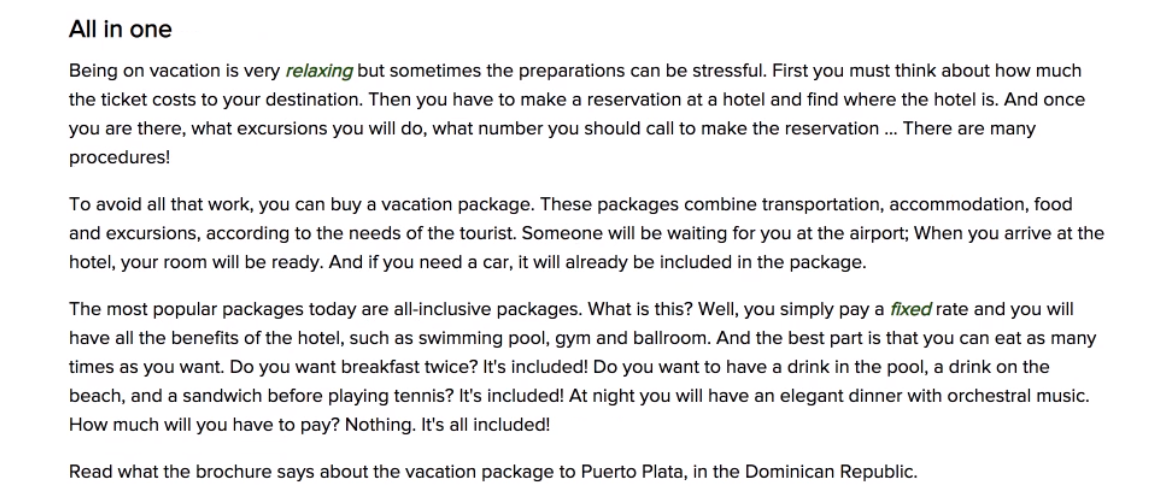 All in one
Being on vacation is very relaxing but sometimes the preparations can be stressful. First you must think about how much
the ticket costs to your destination. Then you have to make a reservation at a hotel and find where the hotel is. And once
you are there, what excursions you will do, what number you should call to make the reservation ... There are many
procedures!
To avoid all that work, you can buy a vacation package. These packages combine transportation, accommodation, food
and excursions, according to the needs of the tourist. Someone will be waiting for you at the airport; When you arrive at the
hotel, your room will be ready. And if you need a car, it will already be included in the package.
The most popular packages today are all-inclusive packages. What is this? Well, you simply pay a fixed rate and you will
have all the benefits of the hotel, such as swimming pool, gym and ballroom. And the best part is that you can eat as many
times as you want. Do you want breakfast twice? It's included! Do you want to have a drink in the pool, a drink on the
beach, and a sandwich before playing tennis? It's included! At night you will have an elegant dinner with orchestral music.
How much will you have to pay? Nothing. It's all included!
Read what the brochure says about the vacation package to Puerto Plata, in the Dominican Republic.